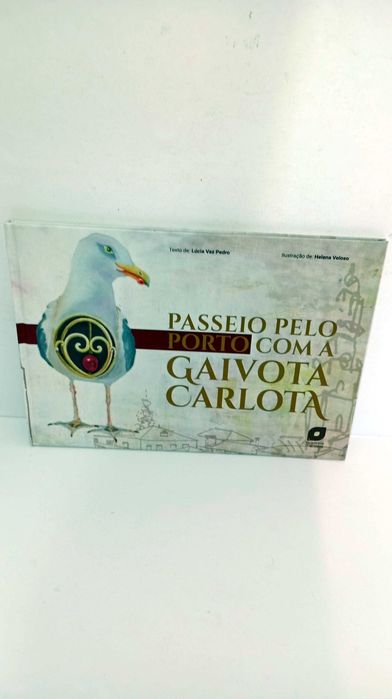 Texto de: Lúcia Vaz Pedro
Ilustração de: Helena Veloso
PASSEIO PELO
PORTO COM A
GAIVOTA
CARLOTA